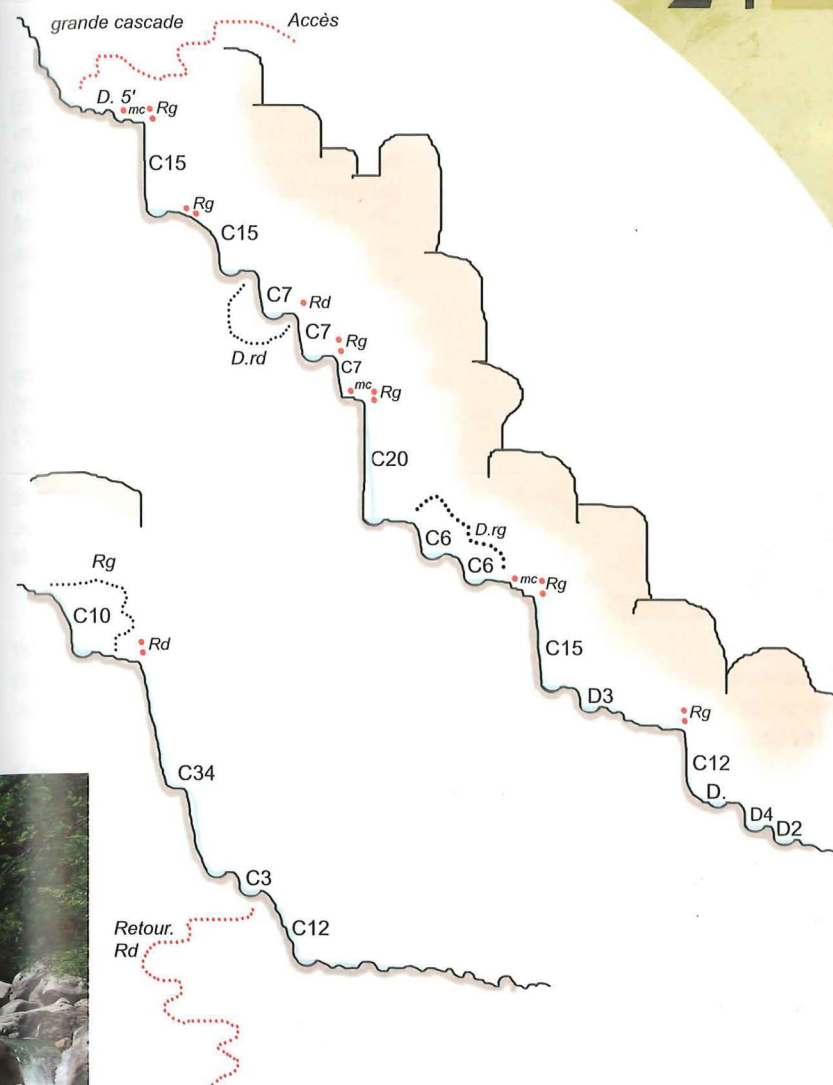 grande cascade
Accès
D. 5'
mc
Rg
C15
Rg
C15
C7
Rd
D.rd
C7
Rg
C7
mc
Rg
C20
D.rg
C6
C6
mc
Rg
C15
D3
Rg
C12
D.
D4
D2
Rg
C10
Rd
C34
C3
C12
Retour.
Rd